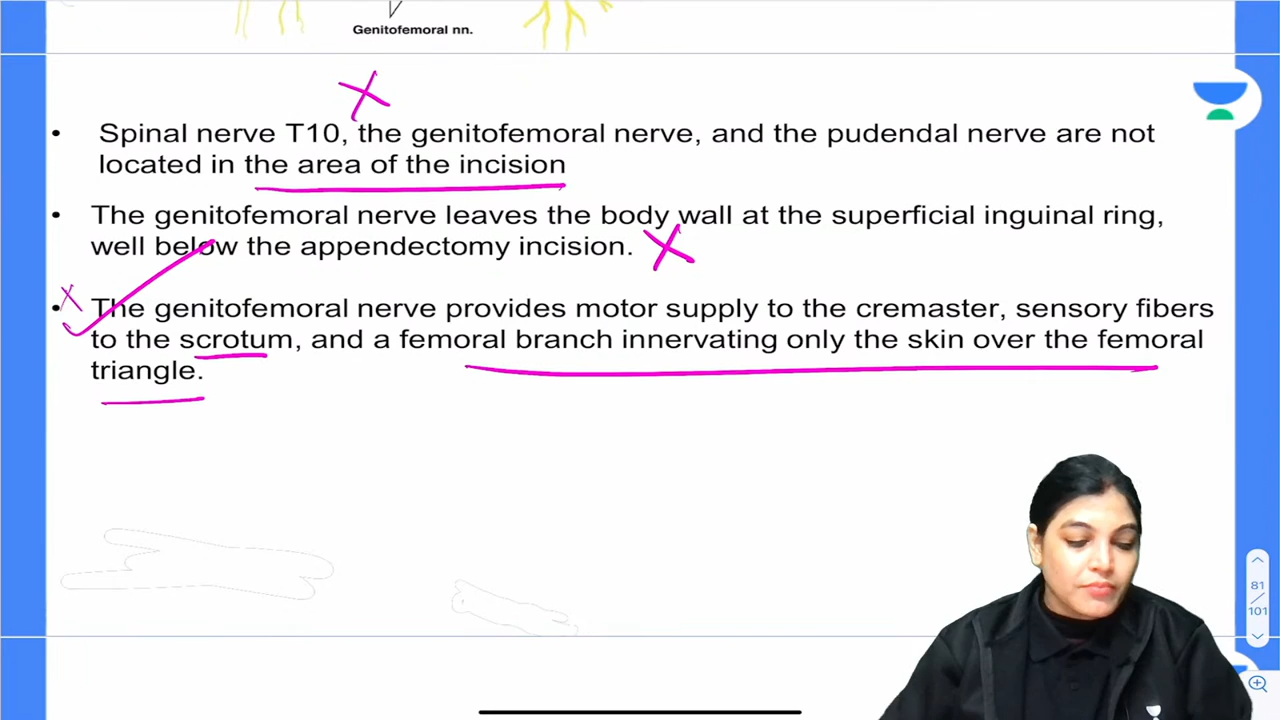 Genitofemoral nn.
• Spinal nerve T10, the genitofemoral nerve, and the pudendal nerve are not
located in the area of the incision
• The genitofemoral nerve leaves the body wall at the superficial inguinal ring,
well below the appendectomy incision.
• The genitofemoral nerve provides motor supply to the cremaster, sensory fibers
to the scrotum, and a femoral branch innervating only the skin over the femoral
triangle.
81
101